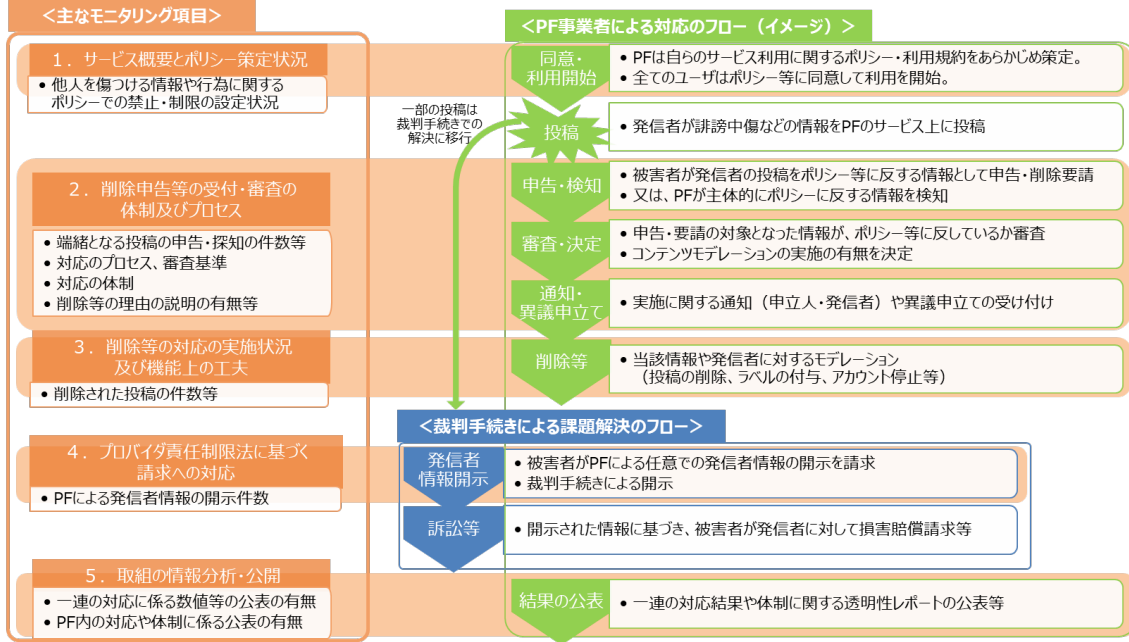 ＜主なモニタリング項目＞
1．サービス概要とポリシー策定状況
• 他人を傷つける情報や行為に関する
ポリシーでの禁止・制限の設定状況
2．削除申告等の受付・審査の
体制及びプロセス
• 端緒となる投稿の申告・探知の件数等
• 対応のプロセス、審査基準
• 対応の体制
• 削除等の理由の説明の有無等
3．削除等の対応の実施状況
及び機能上の工夫
• 削除された投稿の件数等
4．プロバイダ責任制限法に基づく
請求への対応
• PFによる発信者情報の開示件数
5．取組の情報分析・公開
• 一連の対応に係る数値等の公表の有無
• PF内の対応や体制に係る公表の有無
＜PF事業者による対応のフロー（イメージ）＞
同意・
利用開始
• PFは自らのサービス利用に関するポリシー・利用規約をあらかじめ策定。
• 全てのユーザはポリシー等に同意して利用を開始。
一部の投稿は
裁判手続きでの
解決に移行
投稿
• 発信者が誹謗中傷などの情報をPFのサービス上に投稿
申告・検知
• 被害者が発信者の投稿をポリシー等に反する情報として申告・削除要請
• 又は、PFが主体的にポリシーに反する情報を検知
審査・決定
• 申告・要請の対象となった情報が、ポリシー等に反しているか審査
• コンテンツモデレーションの実施の有無を決定
通知・
異議申立て
• 実施に関する通知（申立人・発信者）や異議申立ての受け付け
削除等
• 当該情報や発信者に対するモデレーション
（投稿の削除、ラベルの付与、アカウント停止等）
＜裁判手続きによる課題解決のフロー＞
発信者
情報開示
• 被害者がPFによる任意での発信者情報の開示を請求
• 裁判手続きによる開示
訴訟等
• 開示された情報に基づき、被害者が発信者に対して損害賠償請求等
結果の公表
• 一連の対応結果や体制に関する透明性レポートの公表等